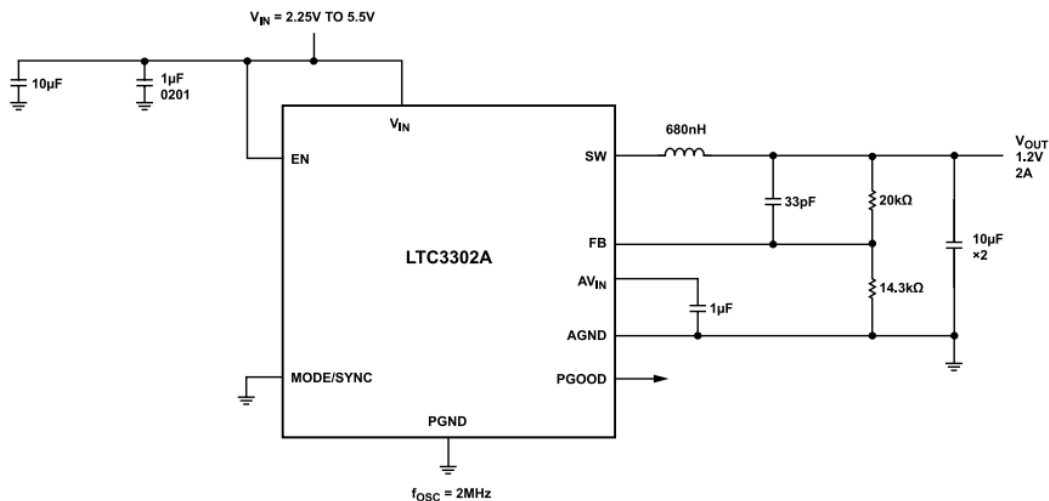 V_IN = 2.25V TO 5.5V
10µF
1µF
0201
V_IN
EN
SW
680nH
V_OUT
1.2V
2A
33pF
20kΩ
10µF
×2
FB
LTC3302A
AV_IN
1µF
14.3kΩ
AGND
MODE/SYNC
PGOOD
PGND
f_OSC = 2MHz